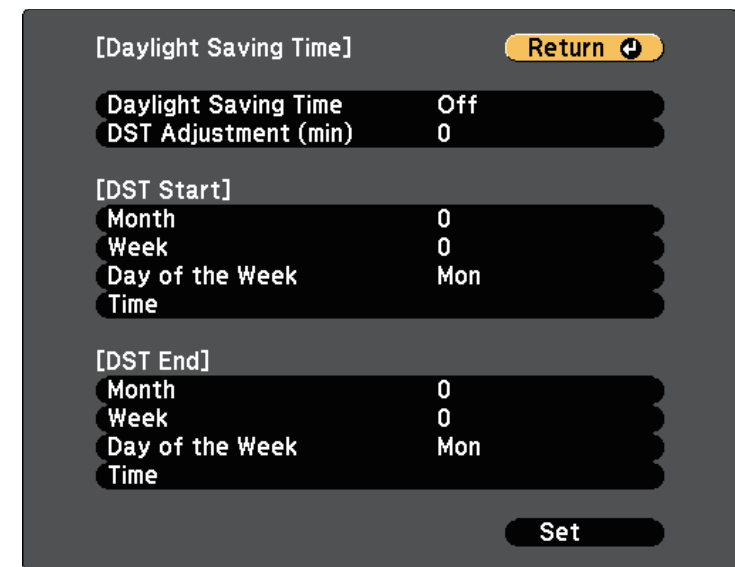 [Daylight Saving Time] Return
Daylight Saving Time Off
DST Adjustment (min) 0
[DST Start]
Month 0
Week 0
Day of the Week Mon
Time
[DST End]
Month 0
Week 0
Day of the Week Mon
Time
Set